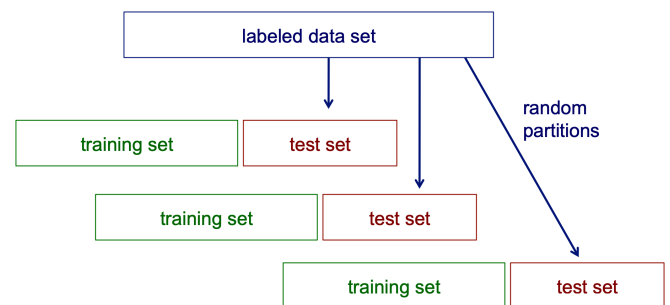 labeled data set
random
partitions
training set
test set
training set
test set
training set
test set